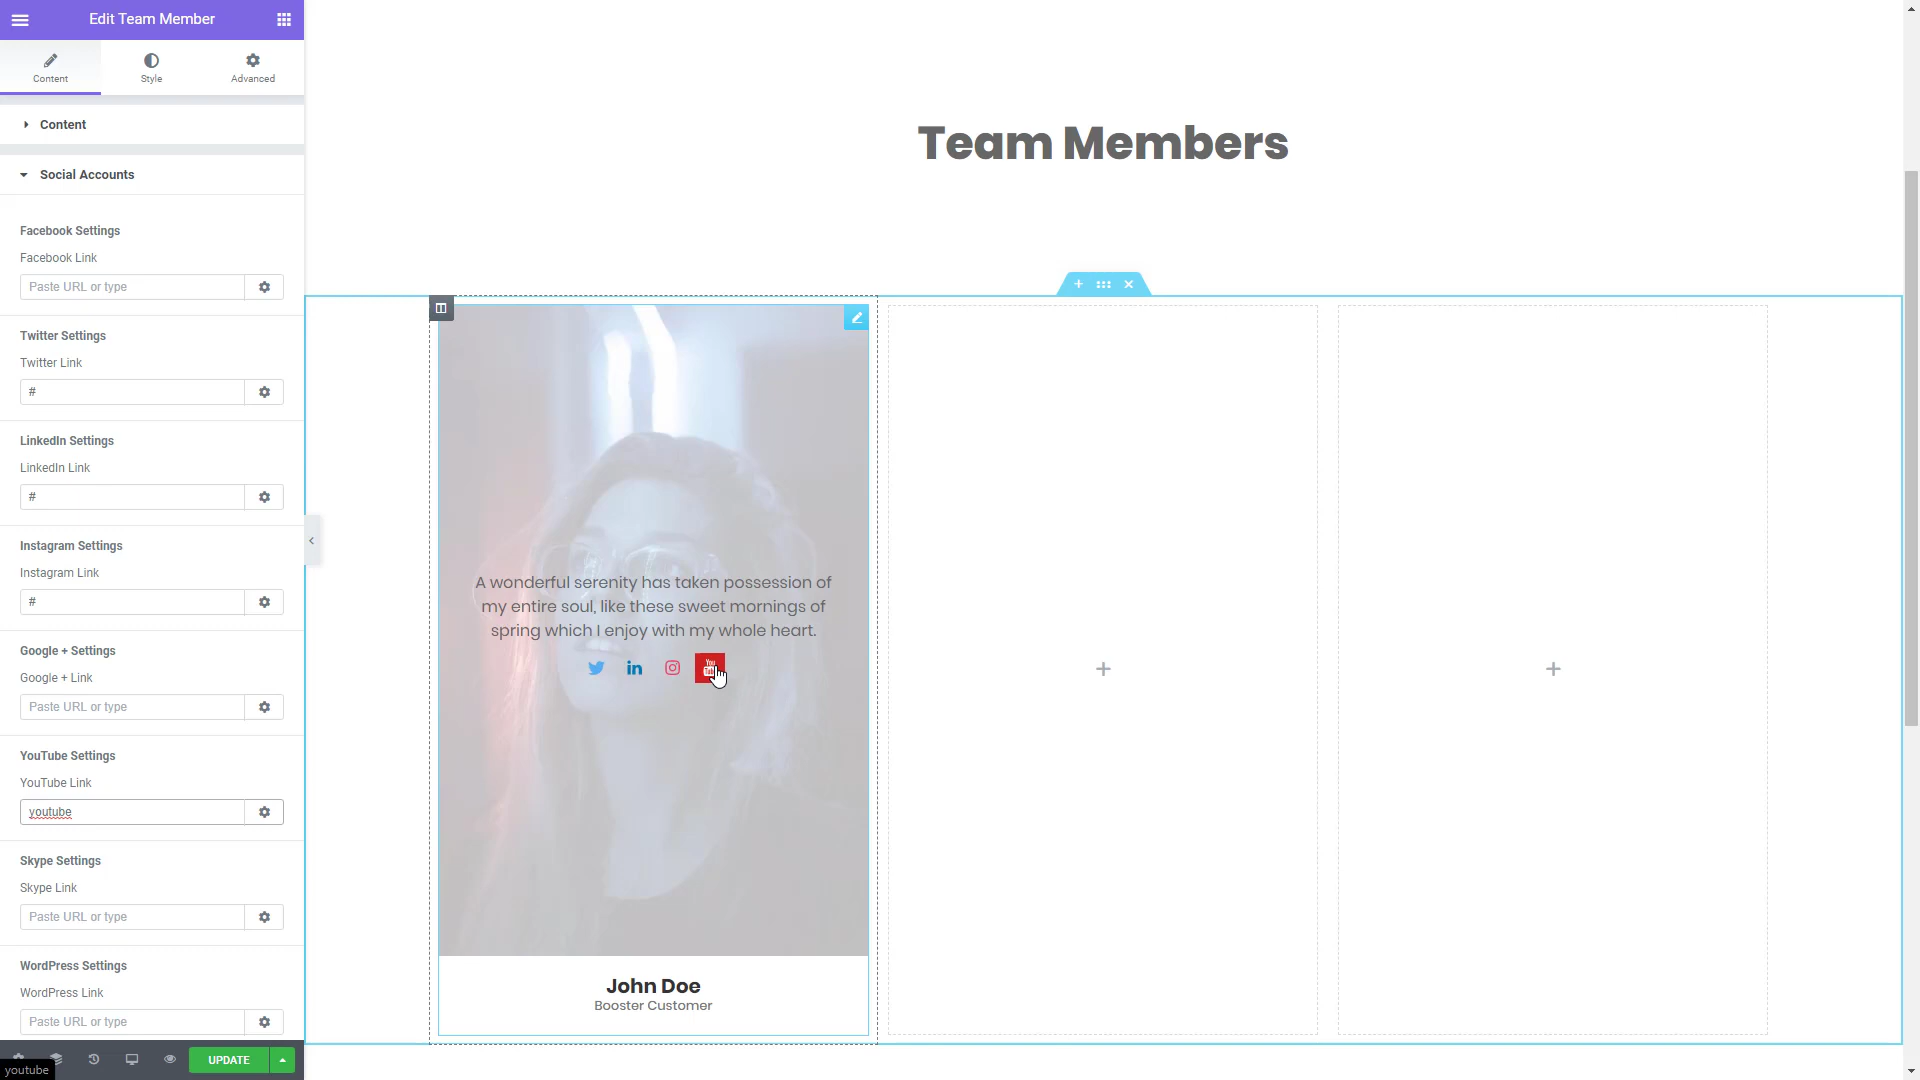 Edit Team Member
Content
Style
Advanced
Content
Social Accounts
Facebook Settings
Facebook Link
Paste URL or type
Twitter Settings
Twitter Link
#
LinkedIn Settings
LinkedIn Link
#
Instagram Settings
Instagram Link
#
Google + Settings
Google + Link
Paste URL or type
YouTube Settings
YouTube Link
youtube
Skype Settings
Skype Link
Paste URL or type
WordPress Settings
WordPress Link
Paste URL or type
UPDATE
youtube
Team Members
A wonderful serenity has taken possession of
my entire soul, like these sweet mornings of
spring which I enjoy with my whole heart.
in
You
John Doe
Booster Customer